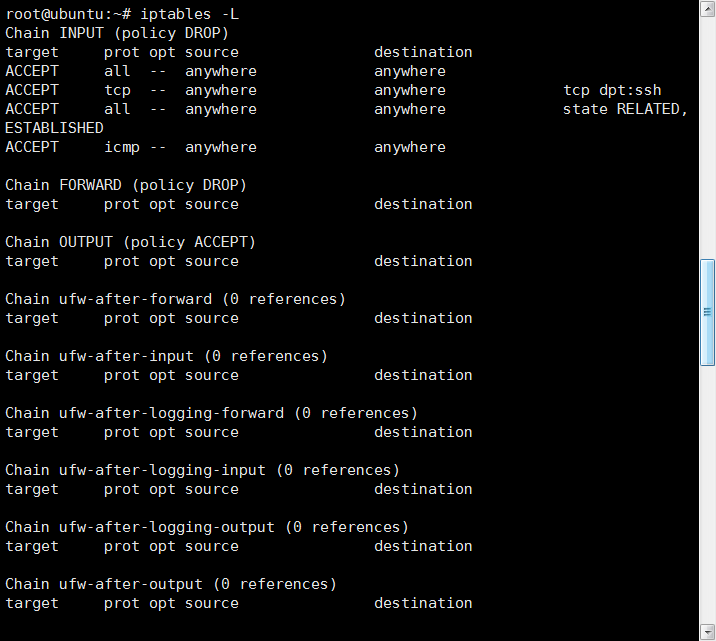 root@ubuntu:~# iptables -L
Chain INPUT (policy DROP)
target     prot opt source               destination
ACCEPT     all  --  anywhere             anywhere
ACCEPT     tcp  --  anywhere             anywhere             tcp dpt:ssh
ACCEPT     all  --  anywhere             anywhere             state RELATED,
ESTABLISHED
ACCEPT     icmp --  anywhere             anywhere

Chain FORWARD (policy DROP)
target     prot opt source               destination

Chain OUTPUT (policy ACCEPT)
target     prot opt source               destination

Chain ufw-after-forward (0 references)
target     prot opt source               destination

Chain ufw-after-input (0 references)
target     prot opt source               destination

Chain ufw-after-logging-forward (0 references)
target     prot opt source               destination

Chain ufw-after-logging-input (0 references)
target     prot opt source               destination

Chain ufw-after-logging-output (0 references)
target     prot opt source               destination

Chain ufw-after-output (0 references)
target     prot opt source               destination